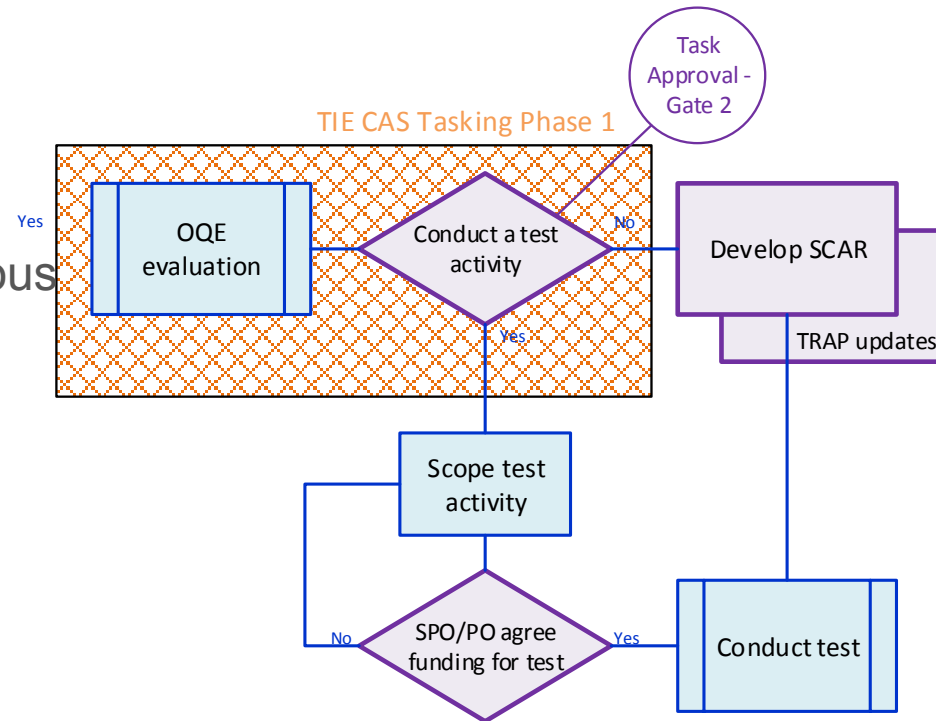 Task
Approval -
Gate 2
TIE CAS Tasking Phase 1
Yes
OQE
evaluation
Conduct a test
activity
No
Develop SCAR
TRAP updates
Yes
Scope test
activity
No
SPO/PO agree
funding for test
Yes
Conduct test